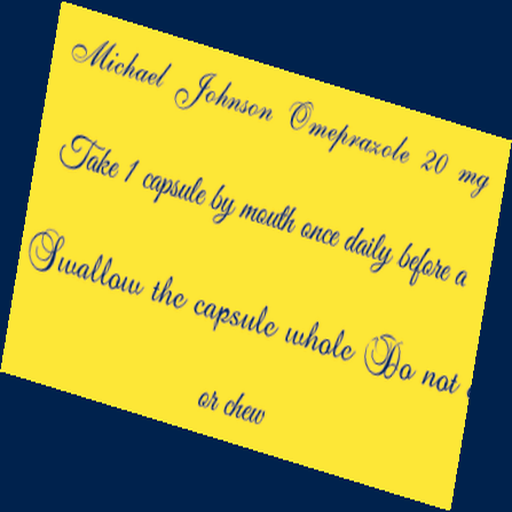 Michael Johnson Omeprazole 20 mg
Take 1 capsule by mouth once daily before a
Swallow the capsule whole Do not
or chew